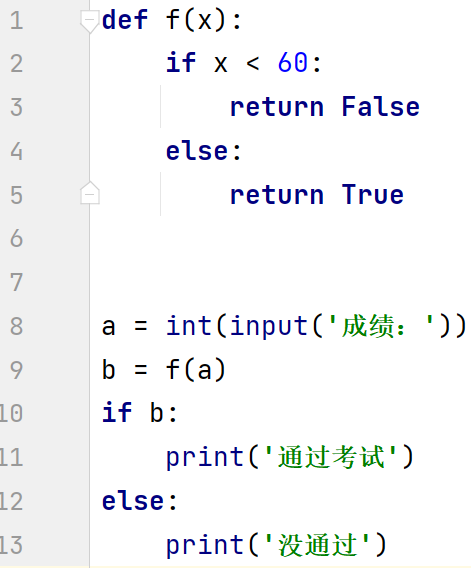 1 def f(x):
2     if x < 60:
3         return False
4     else:
5         return True
6
7
8 a = int(input('成绩：'))
9 b = f(a)
10 if b:
11     print('通过考试')
12 else:
13     print('没通过')